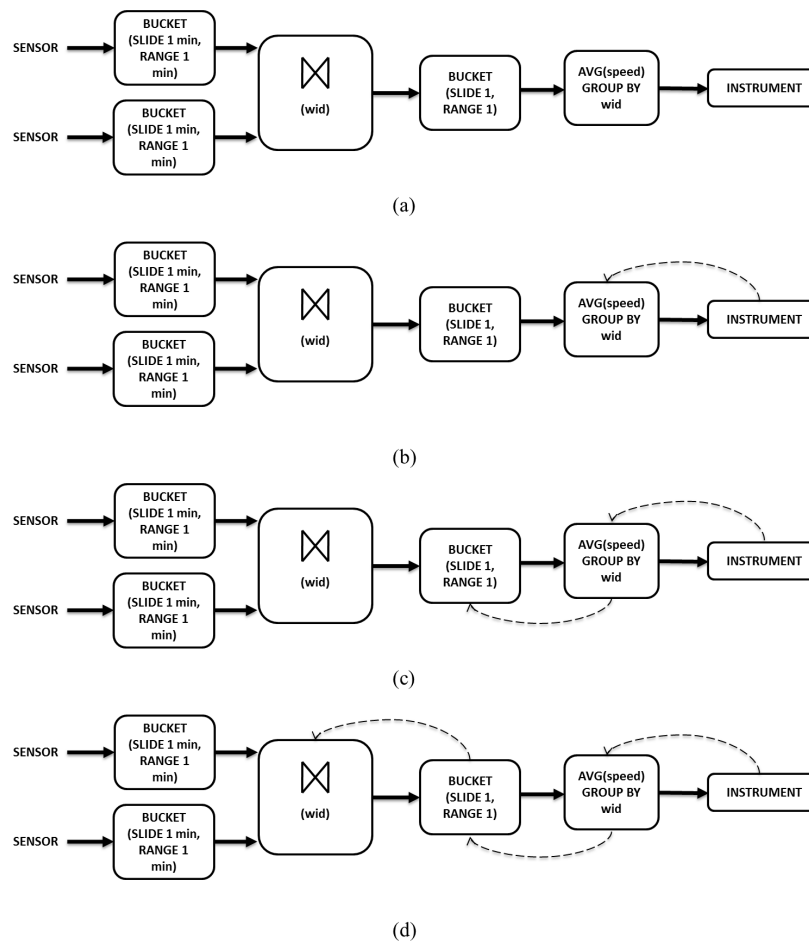 SENSOR
BUCKET
(SLIDE 1 min,
RANGE 1
min)
SENSOR
BUCKET
(SLIDE 1 min,
RANGE 1
min)
(wid)
BUCKET
(SLIDE 1,
RANGE 1)
AVG(speed)
GROUP BY
wid
INSTRUMENT
(a)
SENSOR
BUCKET
(SLIDE 1 min,
RANGE 1
min)
SENSOR
BUCKET
(SLIDE 1 min,
RANGE 1
min)
(wid)
BUCKET
(SLIDE 1,
RANGE 1)
AVG(speed)
GROUP BY
wid
INSTRUMENT
(b)
SENSOR
BUCKET
(SLIDE 1 min,
RANGE 1
min)
SENSOR
BUCKET
(SLIDE 1 min,
RANGE 1
min)
(wid)
BUCKET
(SLIDE 1,
RANGE 1)
AVG(speed)
GROUP BY
wid
INSTRUMENT
(c)
SENSOR
BUCKET
(SLIDE 1 min,
RANGE 1
min)
SENSOR
BUCKET
(SLIDE 1 min,
RANGE 1
min)
(wid)
BUCKET
(SLIDE 1,
RANGE 1)
AVG(speed)
GROUP BY
wid
INSTRUMENT
(d)